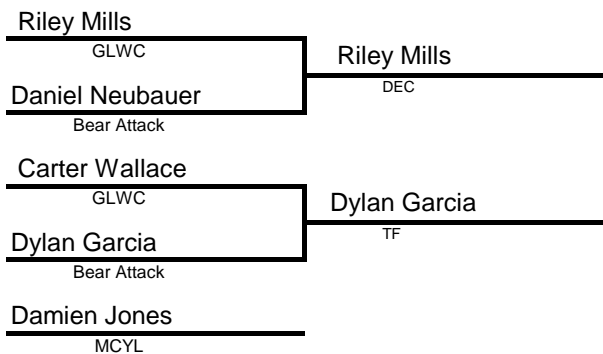 Riley Mills
GLWC
Riley Mills
DEC
Daniel Neubauer
Bear Attack
Carter Wallace
GLWC
Dylan Garcia
TF
Dylan Garcia
Bear Attack
Damien Jones
MCYL